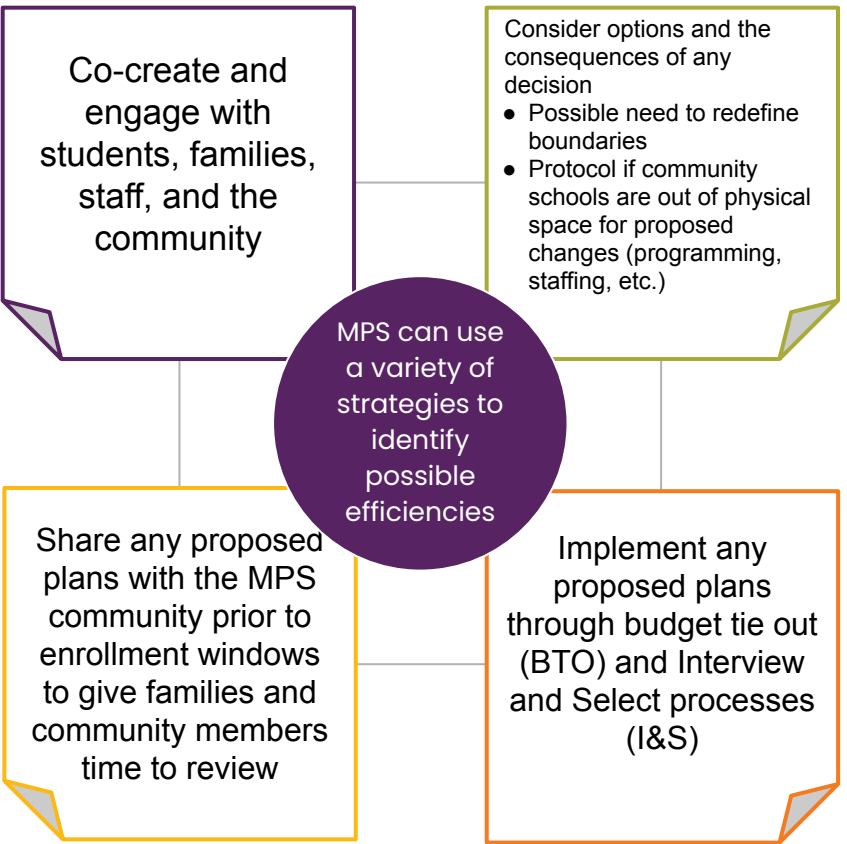 Co-create and
engage with
students, families,
staff, and the
community
Consider options and the
consequences of any
decision
● Possible need to redefine
boundaries
● Protocol if community
schools are out of physical
space for proposed
changes (programming,
staffing, etc.)
MPS can use
a variety of
strategies to
identify
possible
efficiencies
Share any proposed
plans with the MPS
community prior to
enrollment windows
to give families and
community members
time to review
Implement any
proposed plans
through budget tie out
(BTO) and Interview
and Select processes
(I&S)